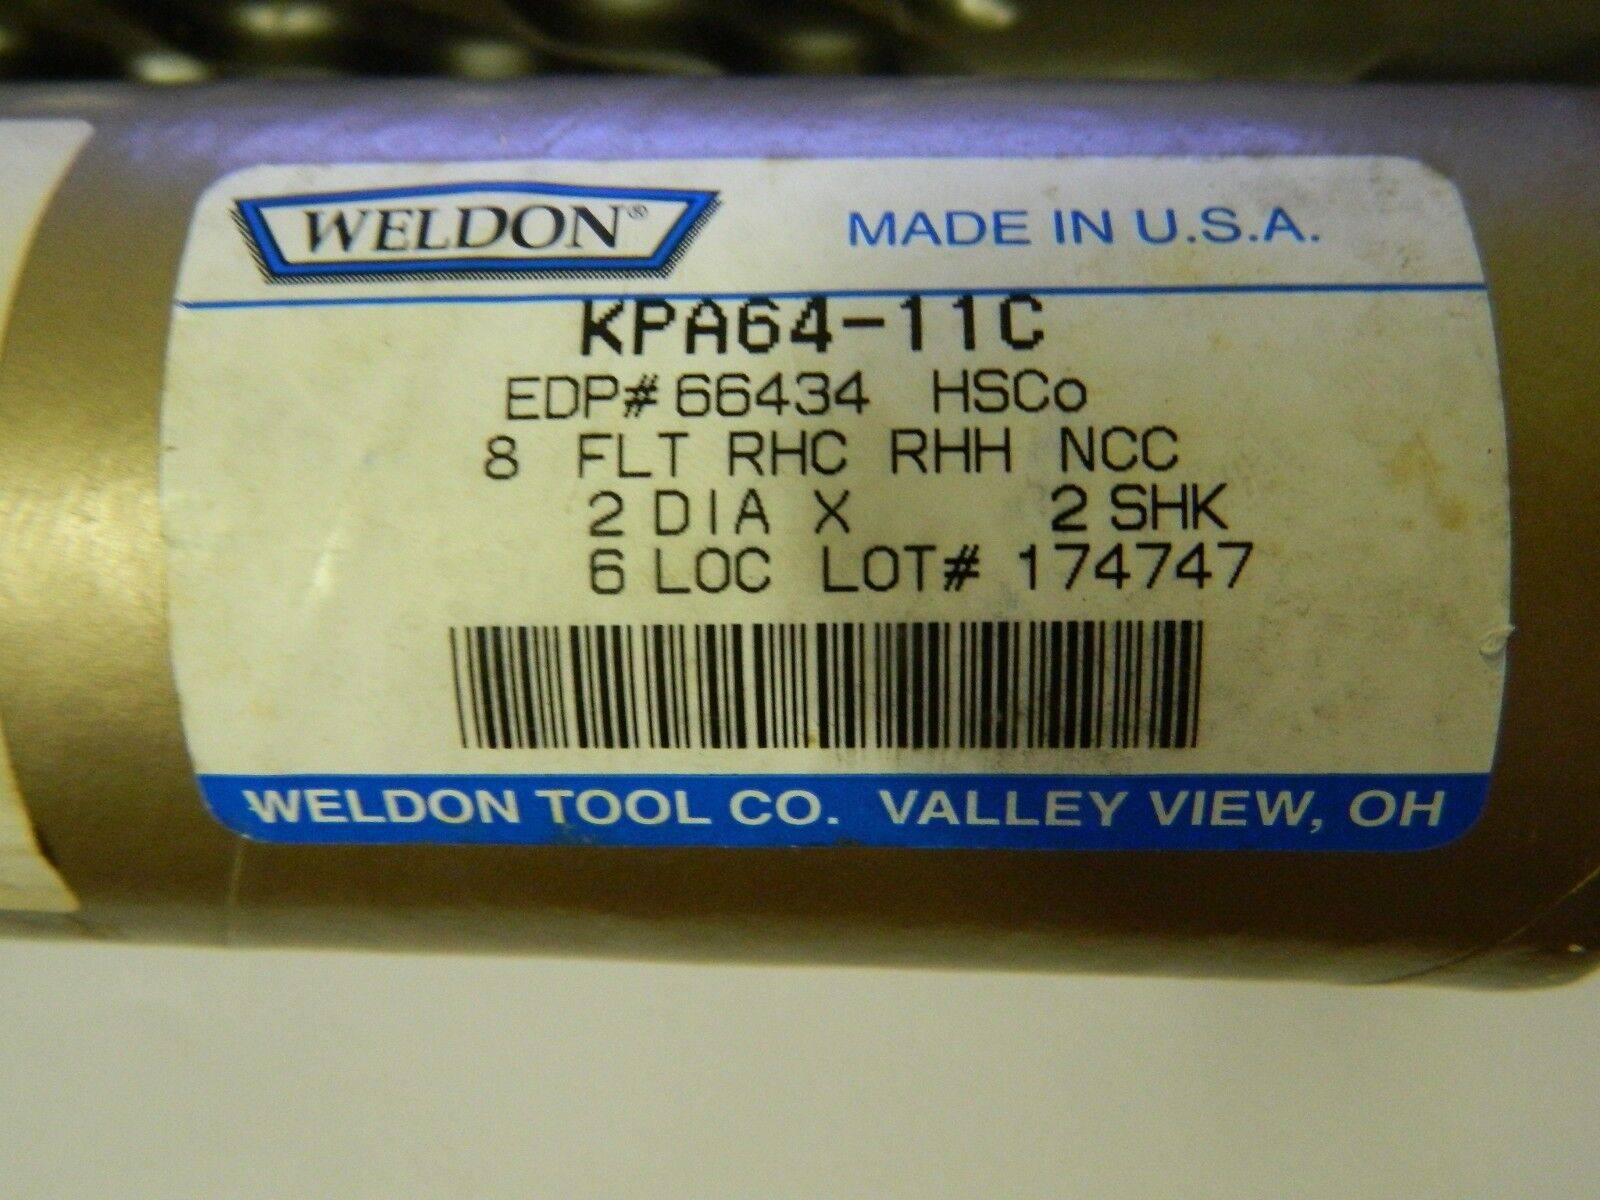 WELDON®
MADE IN U.S.A.
KPA64-11C
EDP# 66434 HSCo
8 FLT RHC RHH NCC
2 DIA X 2 SHK
6 LOC LOT# 174747
WELDON TOOL CO. VALLEY VIEW, OH